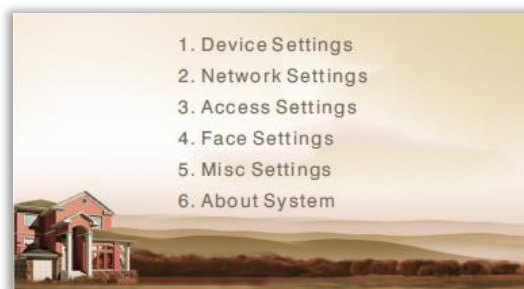 1. Device Settings
2. Network Settings
3. Access Settings
4. Face Settings
5. Misc Settings
6. About System